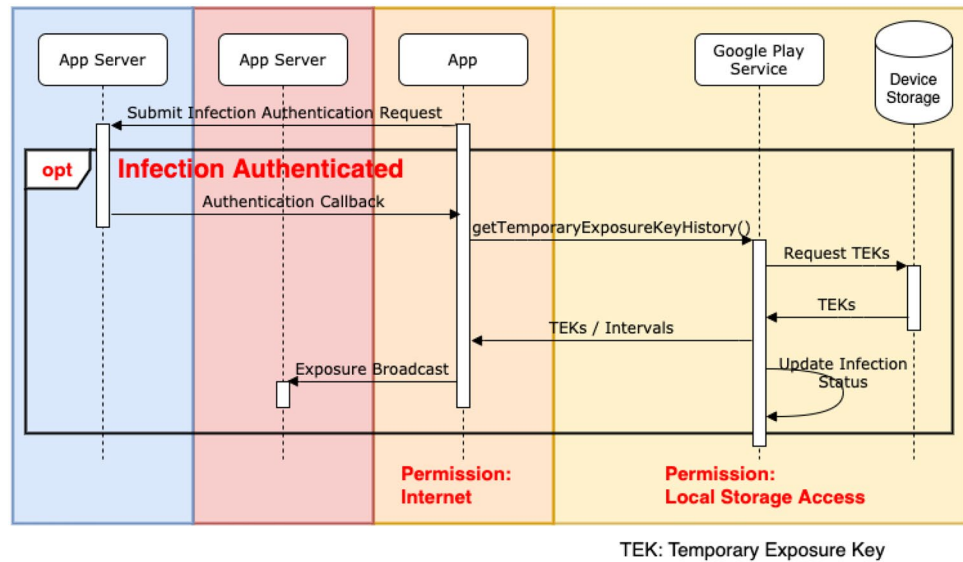 App Server
App Server
App
Google Play
Service
Device
Storage
Submit Infection Authentication Request
opt
Infection Authenticated
Authentication Callback
getTemporaryExposureKeyHistory()
Request TEKs
TEKs
TEKs / Intervals
Exposure Broadcast
Update Infection
Status
Permission:
Internet
Permission:
Local Storage Access
TEK: Temporary Exposure Key